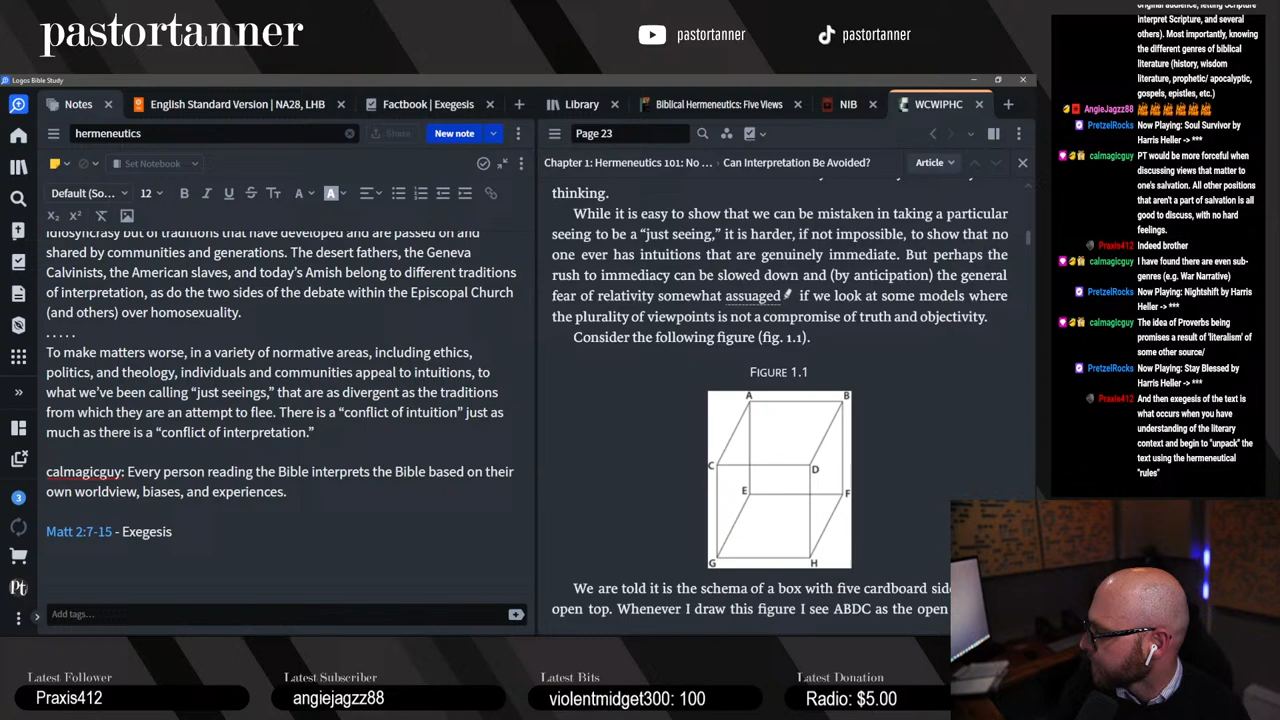 pastortanner
pastortanner
pastortanner
Logos Bible Study
Notes
English Standard Version | NA28, LHB
Factbook | Exegesis
Library
Biblical Hermeneutics: Five Views
NIB
WCWIPHC
hermeneutics
Share
New note
Page 23
Set Notebook
Chapter 1: Hermeneutics 101: No ... › Can Interpretation Be Avoided?
Article
Default (So...
12
idiosyncrasy but of traditions that have developed and are passed on and
shared by communities and generations. The desert fathers, the Geneva
Calvinists, the American slaves, and today's Amish belong to different traditions
of interpretation, as do the two sides of the debate within the Episcopal Church
(and others) over homosexuality.
. . . . .
To make matters worse, in a variety of normative areas, including ethics,
politics, and theology, individuals and communities appeal to intuitions, to
what we've been calling “just seeings,” that are as divergent as the traditions
from which they are an attempt to flee. There is a “conflict of intuition” just as
much as there is a “conflict of interpretation.”
calmagicguy: Every person reading the Bible interprets the Bible based on their
own worldview, biases, and experiences.
Matt 2:7-15 - Exegesis
Add tags...
3
Pt
thinking.
While it is easy to show that we can be mistaken in taking a particular
seeing to be a “just seeing,” it is harder, if not impossible, to show that no
one ever has intuitions that are genuinely immediate. But perhaps the
rush to immediacy can be slowed down and (by anticipation) the general
fear of relativity somewhat assuaged if we look at some models where
the plurality of viewpoints is not a compromise of truth and objectivity.
Consider the following figure (fig. 1.1).
FIGURE 1.1
A B
C D
E F
G H
We are told it is the schema of a box with five cardboard sid
open top. Whenever I draw this figure I see ABDC as the open
original audience, letting Scripture
interpret Scripture, and several
others). Most importantly, knowing
the different genres of biblical
literature (history, wisdom
literature, prophetic/ apocalyptic,
gospels, epistles, etc.)
AngieJagzz88
PretzelRocks Now Playing: Soul Survivor by
Harris Heller -> ***
calmagicguy PT would be more forceful when
discussing views that matter to
one's salvation. All other positions
that aren't a part of salvation is all
good to discuss, with no hard
feelings.
Praxis412 Indeed brother
calmagicguy I have found there are even sub-
genres (e.g. War Narrative)
PretzelRocks Now Playing: Nightshift by Harris
Heller -> ***
calmagicguy The idea of Proverbs being
promises a result of 'literalism' of
some other source/
PretzelRocks Now Playing: Stay Blessed by
Harris Heller -> ***
Praxis412 And then exegesis of the text is
what occurs when you have
understanding of the literary
context and begin to "unpack" the
text using the hermeneutical
"rules"
Latest Follower
Praxis412
Latest Subscriber
angiejagzz88
Latest Bits
violentmidget300: 100
Latest Donation
Radio: $5.00